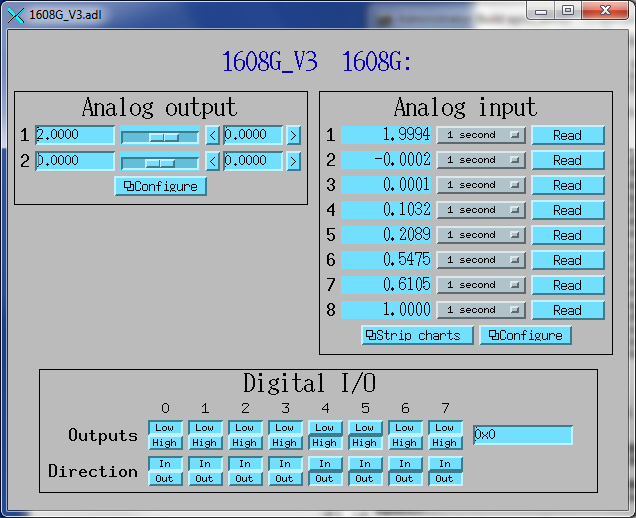 1608G_V3.adl
1608G_V3 1608G:
Analog output
1 2.0000 < 0.0000 >
2 0.0000 < 0.0000 >
Configure
Analog input
1 1.9994 1 second Read
2 -0.0002 1 second Read
3 0.0001 1 second Read
4 0.1032 1 second Read
5 0.2089 1 second Read
6 0.5475 1 second Read
7 0.6105 1 second Read
8 1.0000 1 second Read
Strip charts Configure
Digital I/O
0 1 2 3 4 5 6 7
Low Low Low Low Low Low Low Low
Outputs 0x0
High High High High High High High High
In In In In In In In In
Direction
Out Out Out Out Out Out Out Out